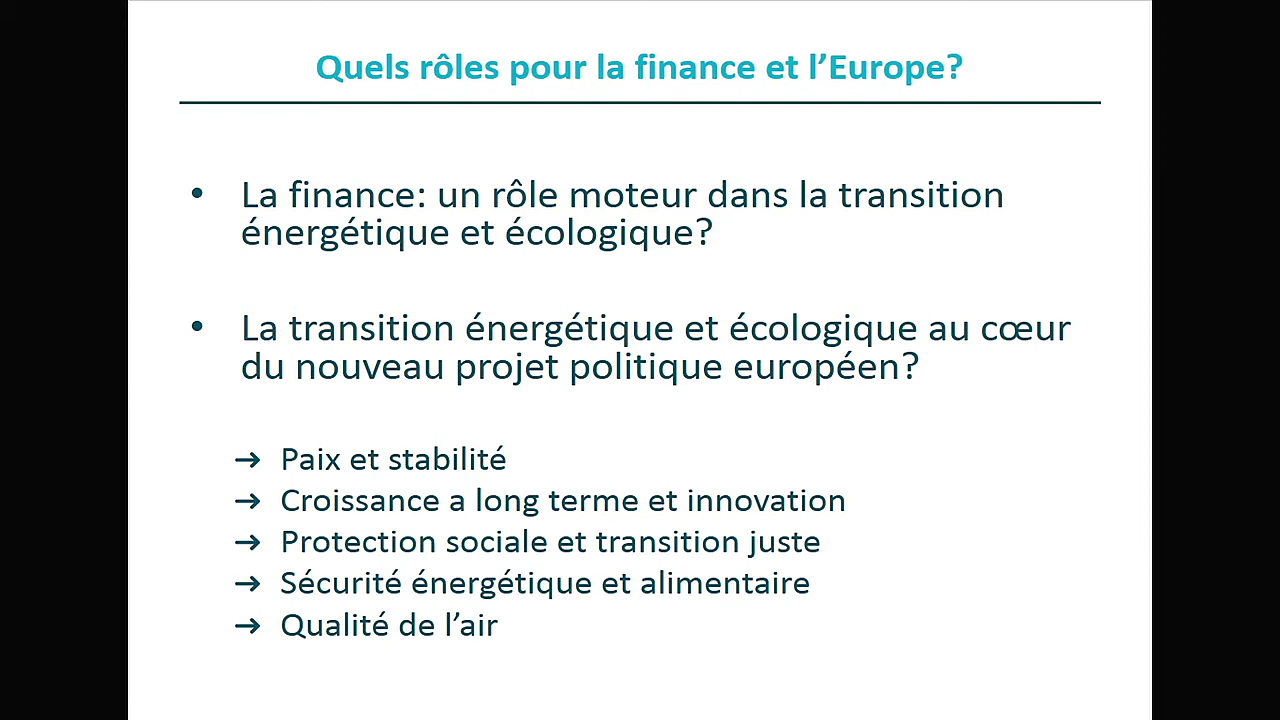 Quels rôles pour la finance et l’Europe?
• La finance: un rôle moteur dans la transition
énergétique et écologique?
• La transition énergétique et écologique au cœur
du nouveau projet politique européen?
➔ Paix et stabilité
➔ Croissance a long terme et innovation
➔ Protection sociale et transition juste
➔ Sécurité énergétique et alimentaire
➔ Qualité de l’air